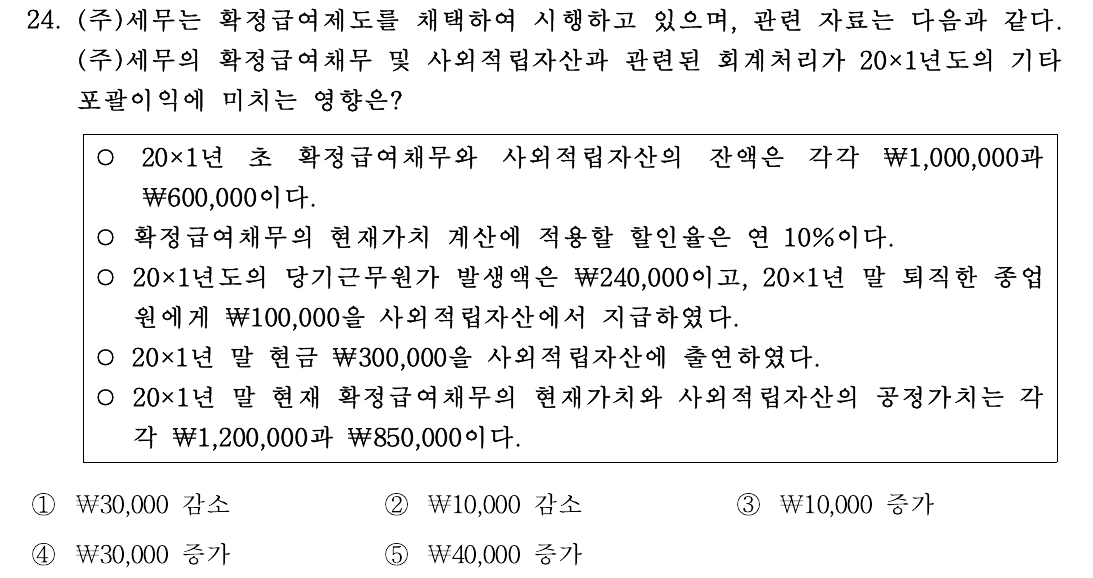 24. (주)세무는 확정급여제도를 채택하여 시행하고 있으며, 관련 자료는 다음과 같다.
(주)세무의 확정급여채무 및 사외적립자산과 관련된 회계처리가 20×1년도의 기타
포괄이익에 미치는 영향은?
○ 20×1년 초 확정급여채무와 사외적립자산의 잔액은 각각 ₩1,000,000과
₩600,000이다.
○ 확정급여채무의 현재가치 계산에 적용할 할인율은 연 10%이다.
○ 20×1년도의 당기근무원가 발생액은 ₩240,000이고, 20×1년 말 퇴직한 종업
원에게 ₩100,000을 사외적립자산에서 지급하였다.
○ 20×1년 말 현금 ₩300,000을 사외적립자산에 출연하였다.
○ 20×1년 말 현재 확정급여채무의 현재가치와 사외적립자산의 공정가치는 각
각 ₩1,200,000과 ₩850,000이다.
① ₩30,000 감소 ② ₩10,000 감소 ③ ₩10,000 증가
④ ₩30,000 증가 ⑤ ₩40,000 증가